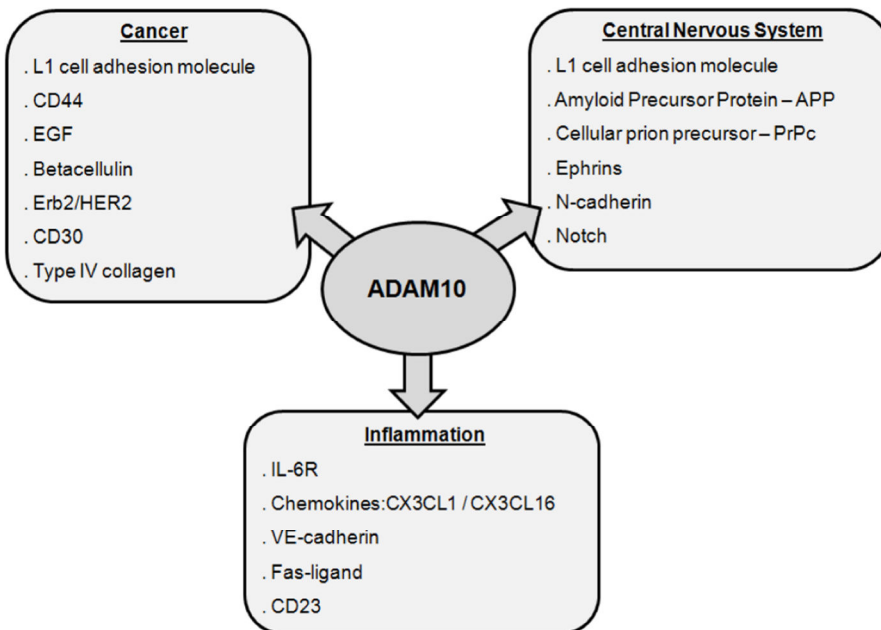 Cancer
. L1 cell adhesion molecule
. CD44
. EGF
. Betacellulin
. Erb2/HER2
. CD30
. Type IV collagen
Central Nervous System
. L1 cell adhesion molecule
. Amyloid Precursor Protein – APP
. Cellular prion precursor – PrPc
. Ephrins
. N-cadherin
. Notch
ADAM10
Inflammation
. IL-6R
. Chemokines:CX3CL1 / CX3CL16
. VE-cadherin
. Fas-ligand
. CD23